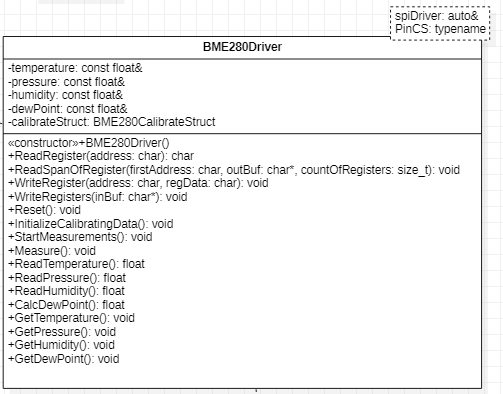 spiDriver: auto&
PinCS: typename
BME280Driver
-temperature: const float&
-pressure: const float&
-humidity: const float&
-dewPoint: const float&
-calibrateStruct: BME280CalibrateStruct
«constructor»+BME280Driver()
+ReadRegister(address: char): char
+ReadSpanOfRegister(firstAddress: char, outBuf: char*, countOfRegisters: size_t): void
+WriteRegister(address: char, regData: char): void
+WriteRegisters(inBuf: char*): void
+Reset(): void
+InitializeCalibratingData(): void
+StartMeasurements(): void
+Measure(): void
+ReadTemperature(): float
+ReadPressure(): float
+ReadHumidity(): float
+CalcDewPoint(): float
+GetTemperature(): void
+GetPressure(): void
+GetHumidity(): void
+GetDewPoint(): void